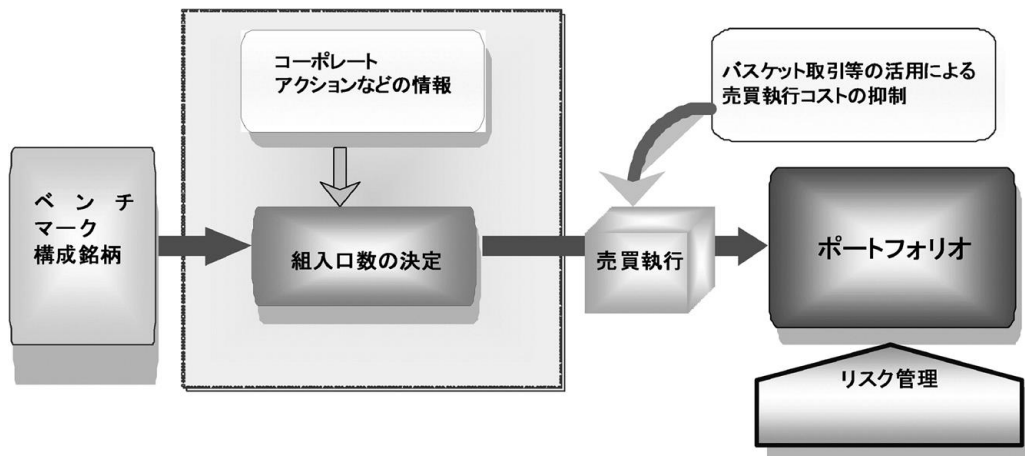 コーポレート
アクションなどの情報
バスケット取引等の活用による
売買執行コストの抑制
ベンチ
マーク
構成銘柄
組入口数の決定
売買執行
ポートフォリオ
リスク管理